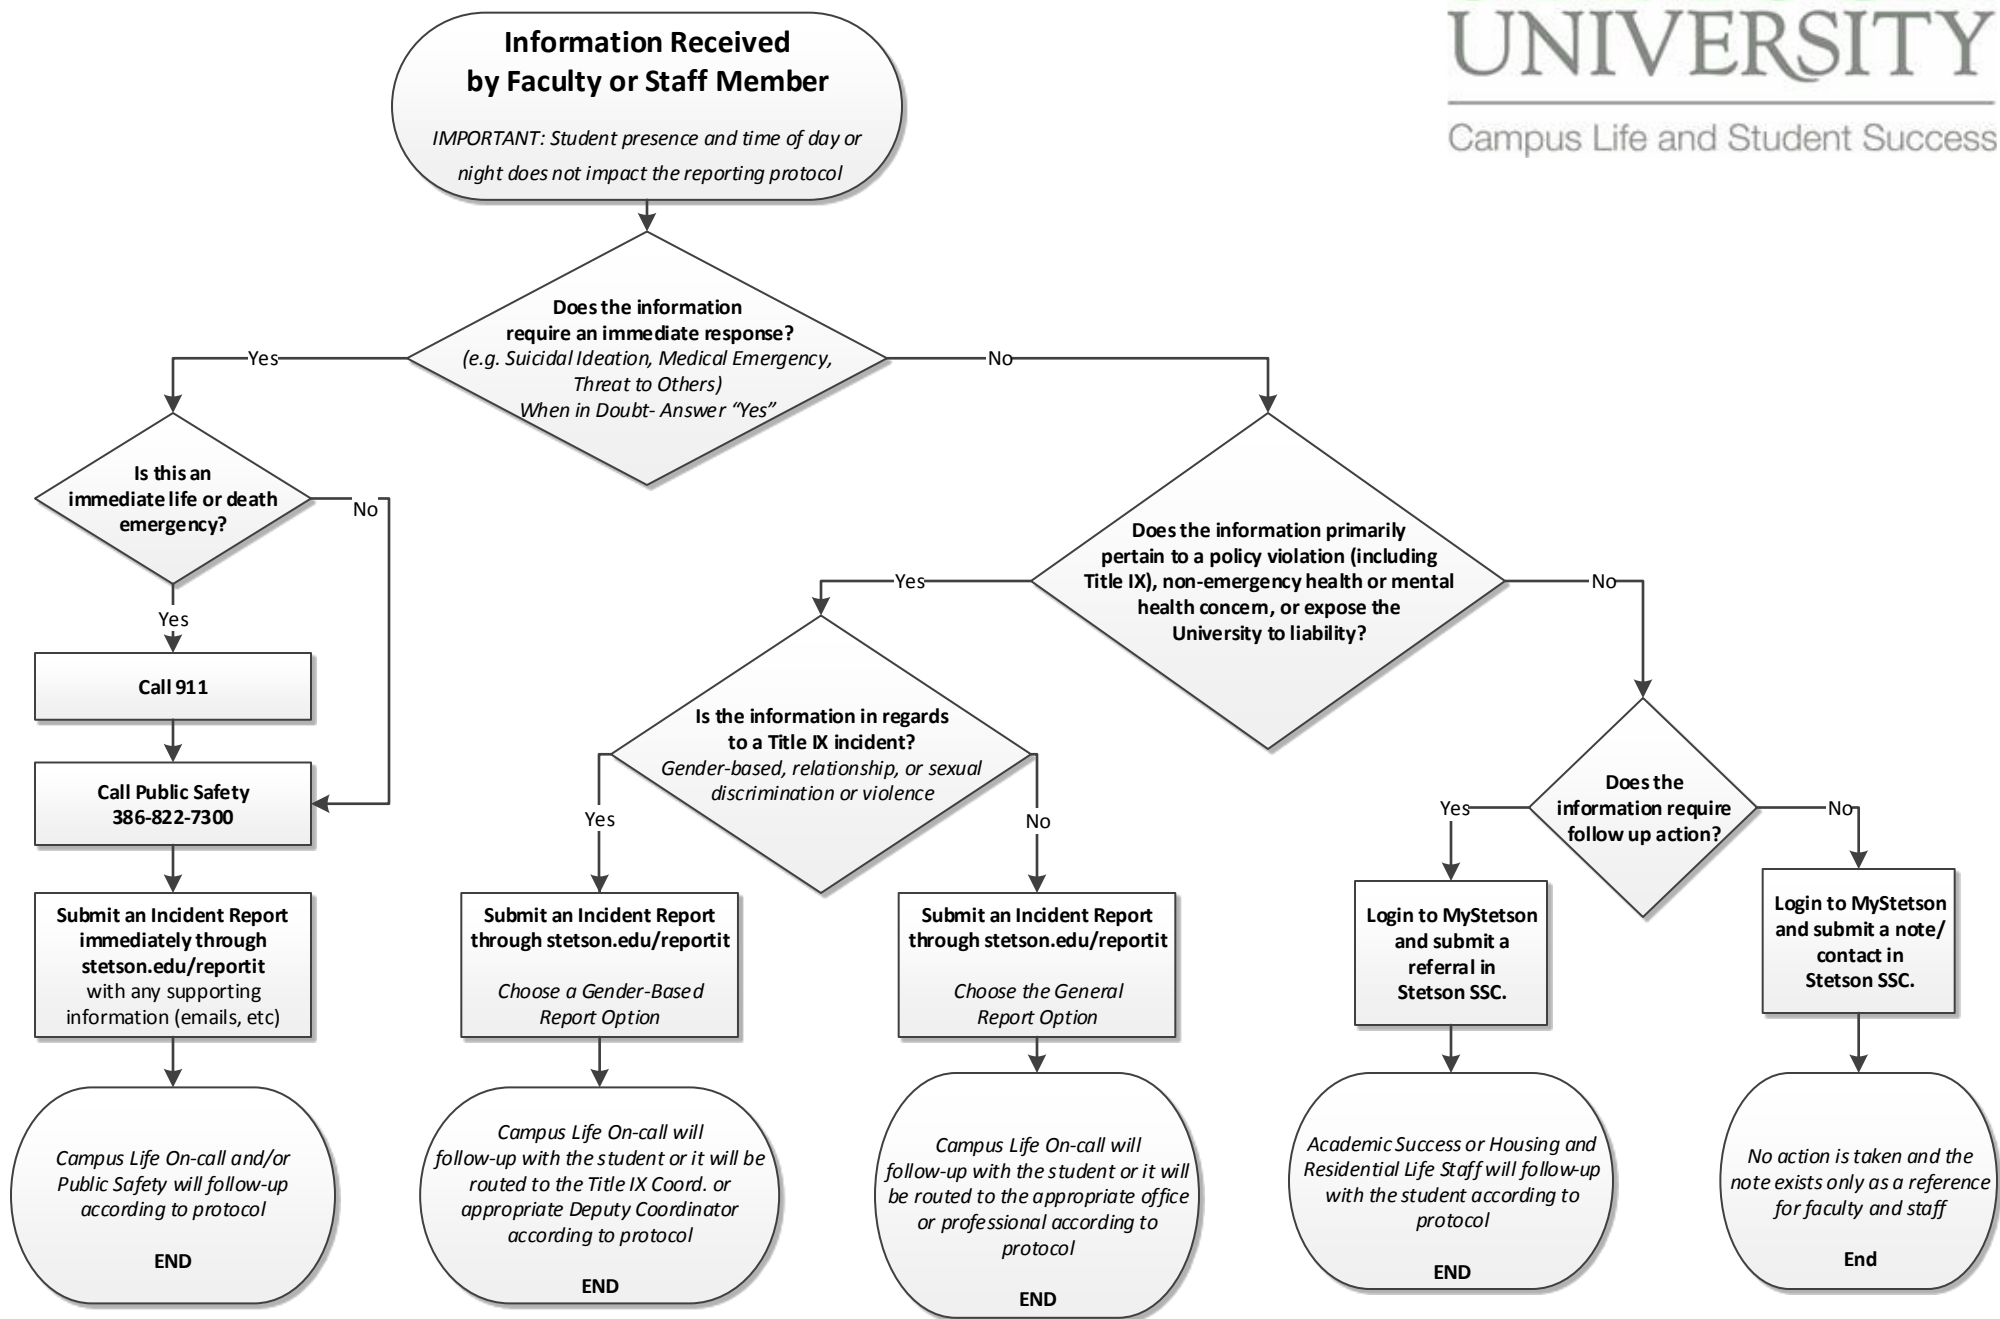 UNIVERSITY
Campus Life and Student Success
Information Received
by Faculty or Staff Member
IMPORTANT: Student presence and time of day or
night does not impact the reporting protocol
Does the information
require an immediate response?
(e.g. Suicidal Ideation, Medical Emergency,
Threat to Others)
When in Doubt- Answer “Yes”
Yes
No
Is this an
immediate life or death
emergency?
No
Yes
Call 911
Call Public Safety
386-822-7300
Submit an Incident Report
immediately through
stetson.edu/reportit
with any supporting
information (emails, etc)
Campus Life On-call and/or
Public Safety will follow-up
according to protocol
END
Does the information primarily
pertain to a policy violation (including
Title IX), non-emergency health or mental
health concern, or expose the
University to liability?
Yes
No
Is the information in regards
to a Title IX incident?
Gender-based, relationship, or sexual
discrimination or violence
Yes
No
Submit an Incident Report
through stetson.edu/reportit
Choose a Gender-Based
Report Option
Campus Life On-call will
follow-up with the student or it will be
routed to the Title IX Coord. or
appropriate Deputy Coordinator
according to protocol
END
Submit an Incident Report
through stetson.edu/reportit
Choose the General
Report Option
Campus Life On-call will
follow-up with the student or it will
be routed to the appropriate office
or professional according to
protocol
END
Does the
information require
follow up action?
Yes
No
Login to MyStetson
and submit a
referral in
Stetson SSC.
Academic Success or Housing and
Residential Life Staff will follow-up
with the student according to
protocol
END
Login to MyStetson
and submit a note/
contact in
Stetson SSC.
No action is taken and the
note exists only as a reference
for faculty and staff
End